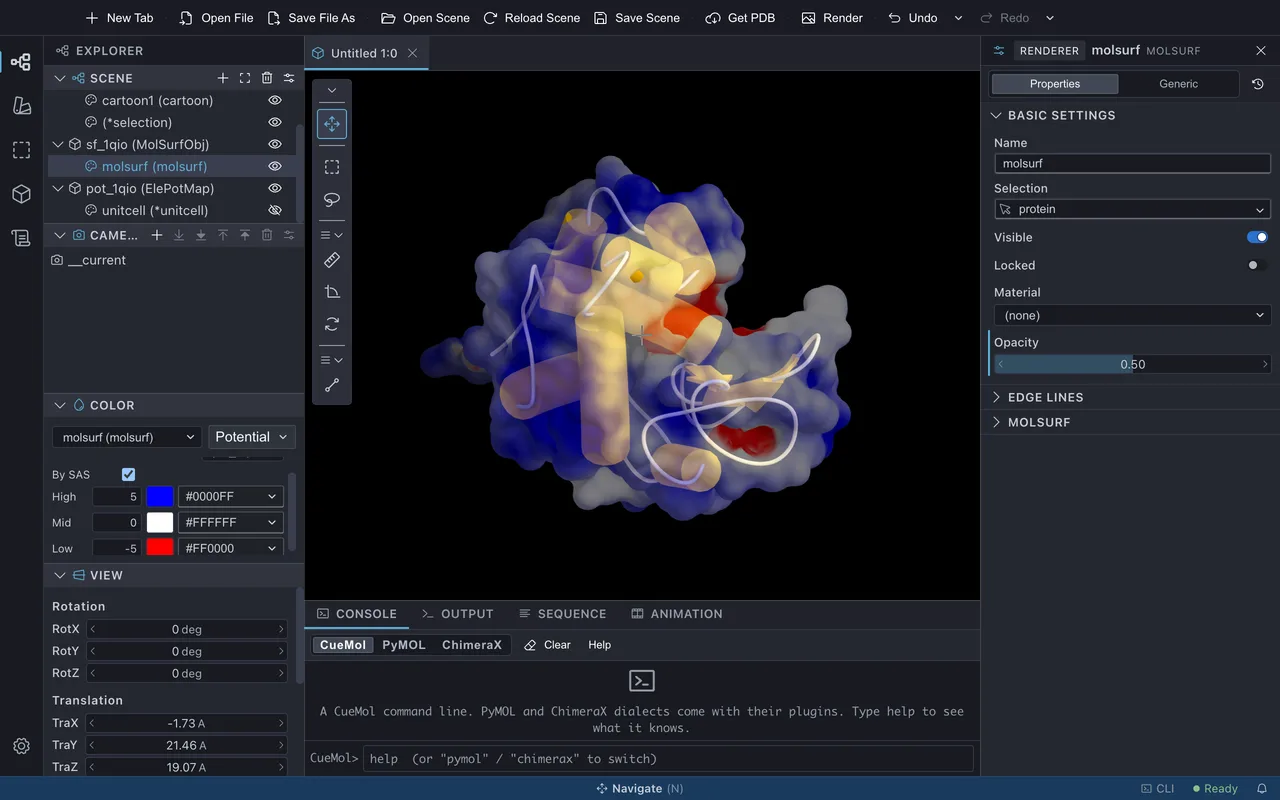 New Tab
Open File
Save File As
Open Scene
Reload Scene
Save Scene
Get PDB
Render
Undo
Redo
EXPLORER
SCENE
cartoon1 (cartoon)
(*selection)
sf_1qio (MolSurfObj)
molsurf (molsurf)
pot_1qio (ElePotMap)
unitcell (*unitcell)
CAME...
__current
COLOR
molsurf (molsurf)
Potential
By SAS
High 5 #0000FF
Mid 0 #FFFFFF
Low -5 #FF0000
VIEW
Rotation
RotX 0 deg
RotY 0 deg
RotZ 0 deg
Translation
TraX -1.73 A
TraY 21.46 A
TraZ 19.07 A
Untitled 1:0
CONSOLE
OUTPUT
SEQUENCE
ANIMATION
CueMol
PyMOL
ChimeraX
Clear
Help
A CueMol command line. PyMOL and ChimeraX dialects come with their plugins. Type help to see
what it knows.
CueMol> help (or "pymol" / "chimerax" to switch)
RENDERER molsurf MOLSURF
Properties
Generic
BASIC SETTINGS
Name
molsurf
Selection
protein
Visible
Locked
Material
(none)
Opacity
0.50
EDGE LINES
MOLSURF
Navigate (N)
CLI
Ready